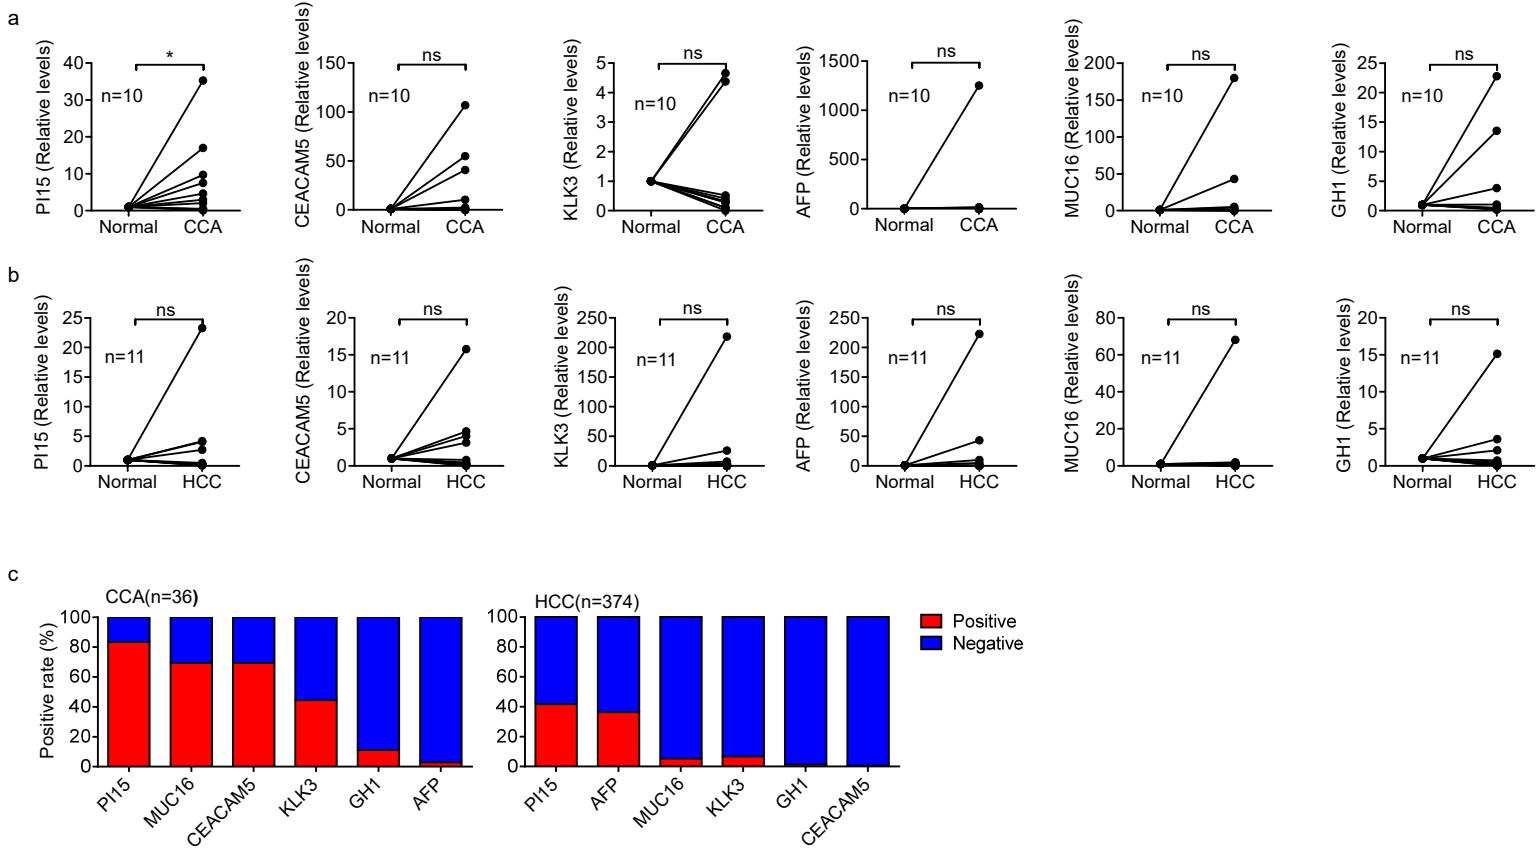 a
PI15 (Relative levels)
40
30
20
10
0
n=10
*
Normal CCA
CEACAM5 (Relative levels)
150
100
50
0
n=10
ns
Normal CCA
KLK3 (Relative levels)
5
4
3
2
1
0
n=10
ns
Normal CCA
AFP (Relative levels)
1500
1000
500
0
n=10
ns
Normal CCA
MUC16 (Relative levels)
200
150
100
50
0
n=10
ns
Normal CCA
GH1 (Relative levels)
25
20
15
10
5
0
n=10
ns
Normal CCA
b
PI15 (Relative levels)
25
20
15
10
5
0
n=11
ns
Normal HCC
CEACAM5 (Relative levels)
20
15
10
5
0
n=11
ns
Normal HCC
KLK3 (Relative levels)
250
200
150
100
50
0
n=11
ns
Normal HCC
AFP (Relative levels)
250
200
150
100
50
0
n=11
ns
Normal HCC
MUC16 (Relative levels)
80
60
40
20
0
n=11
ns
Normal HCC
GH1 (Relative levels)
20
15
10
5
0
n=11
ns
Normal HCC
c
CCA(n=36)
Positive rate (%)
100
80
60
40
20
0
PI15
MUC16
CEACAM5
KLK3
GH1
AFP
HCC(n=374)
100
80
60
40
20
0
PI15
AFP
MUC16
KLK3
GH1
CEACAM5
Positive
Negative